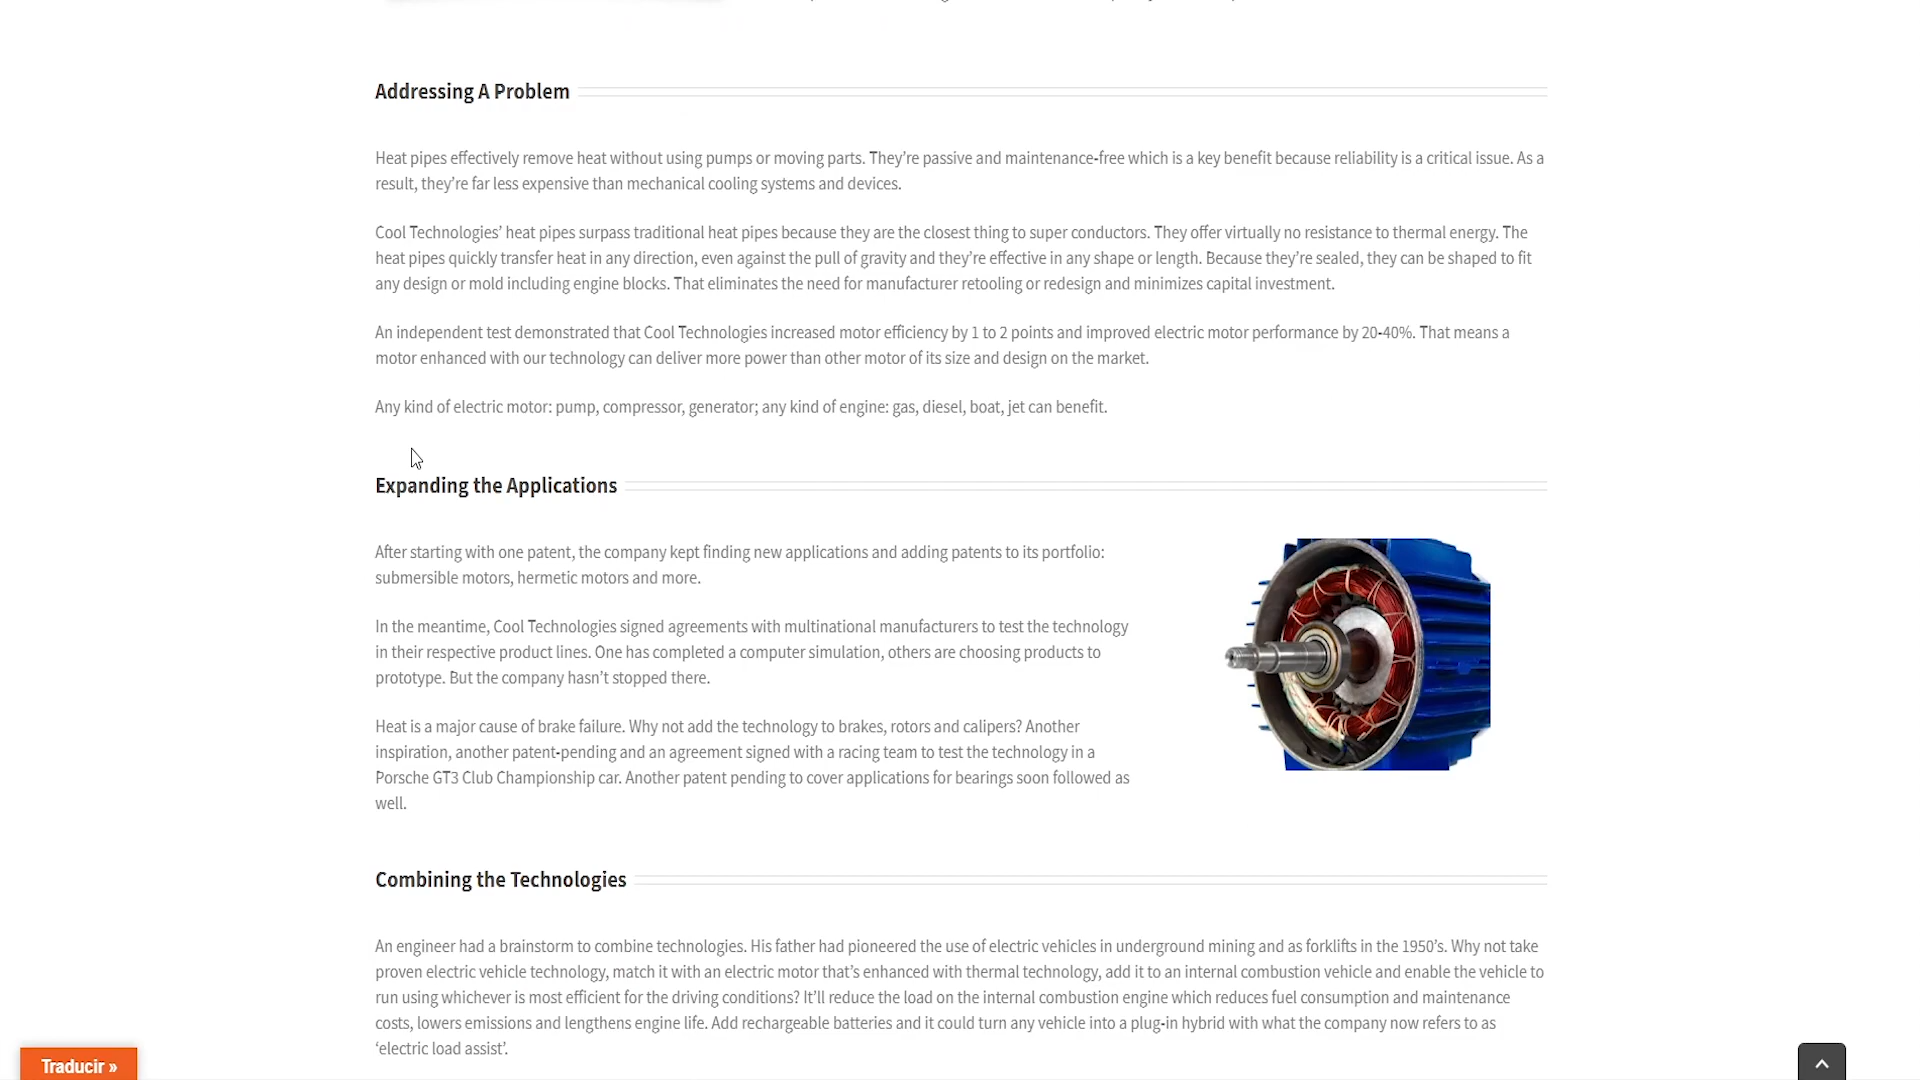 Addressing A Problem
Heat pipes effectively remove heat without using pumps or moving parts. They’re passive and maintenance-free which is a key benefit because reliability is a critical issue. As a
result, they’re far less expensive than mechanical cooling systems and devices.
Cool Technologies’ heat pipes surpass traditional heat pipes because they are the closest thing to super conductors. They offer virtually no resistance to thermal energy. The
heat pipes quickly transfer heat in any direction, even against the pull of gravity and they’re effective in any shape or length. Because they’re sealed, they can be shaped to fit
any design or mold including engine blocks. That eliminates the need for manufacturer retooling or redesign and minimizes capital investment.
An independent test demonstrated that Cool Technologies increased motor efficiency by 1 to 2 points and improved electric motor performance by 20-40%. That means a
motor enhanced with our technology can deliver more power than other motor of its size and design on the market.
Any kind of electric motor: pump, compressor, generator; any kind of engine: gas, diesel, boat, jet can benefit.
Expanding the Applications
After starting with one patent, the company kept finding new applications and adding patents to its portfolio:
submersible motors, hermetic motors and more.
In the meantime, Cool Technologies signed agreements with multinational manufacturers to test the technology
in their respective product lines. One has completed a computer simulation, others are choosing products to
prototype. But the company hasn’t stopped there.
Heat is a major cause of brake failure. Why not add the technology to brakes, rotors and calipers? Another
inspiration, another patent-pending and an agreement signed with a racing team to test the technology in a
Porsche GT3 Club Championship car. Another patent pending to cover applications for bearings soon followed as
well.
Combining the Technologies
An engineer had a brainstorm to combine technologies. His father had pioneered the use of electric vehicles in underground mining and as forklifts in the 1950’s. Why not take
proven electric vehicle technology, match it with an electric motor that’s enhanced with thermal technology, add it to an internal combustion vehicle and enable the vehicle to
run using whichever is most efficient for the driving conditions? It’ll reduce the load on the internal combustion engine which reduces fuel consumption and maintenance
costs, lowers emissions and lengthens engine life. Add rechargeable batteries and it could turn any vehicle into a plug-in hybrid with what the company now refers to as
‘electric load assist’.
Traducir »